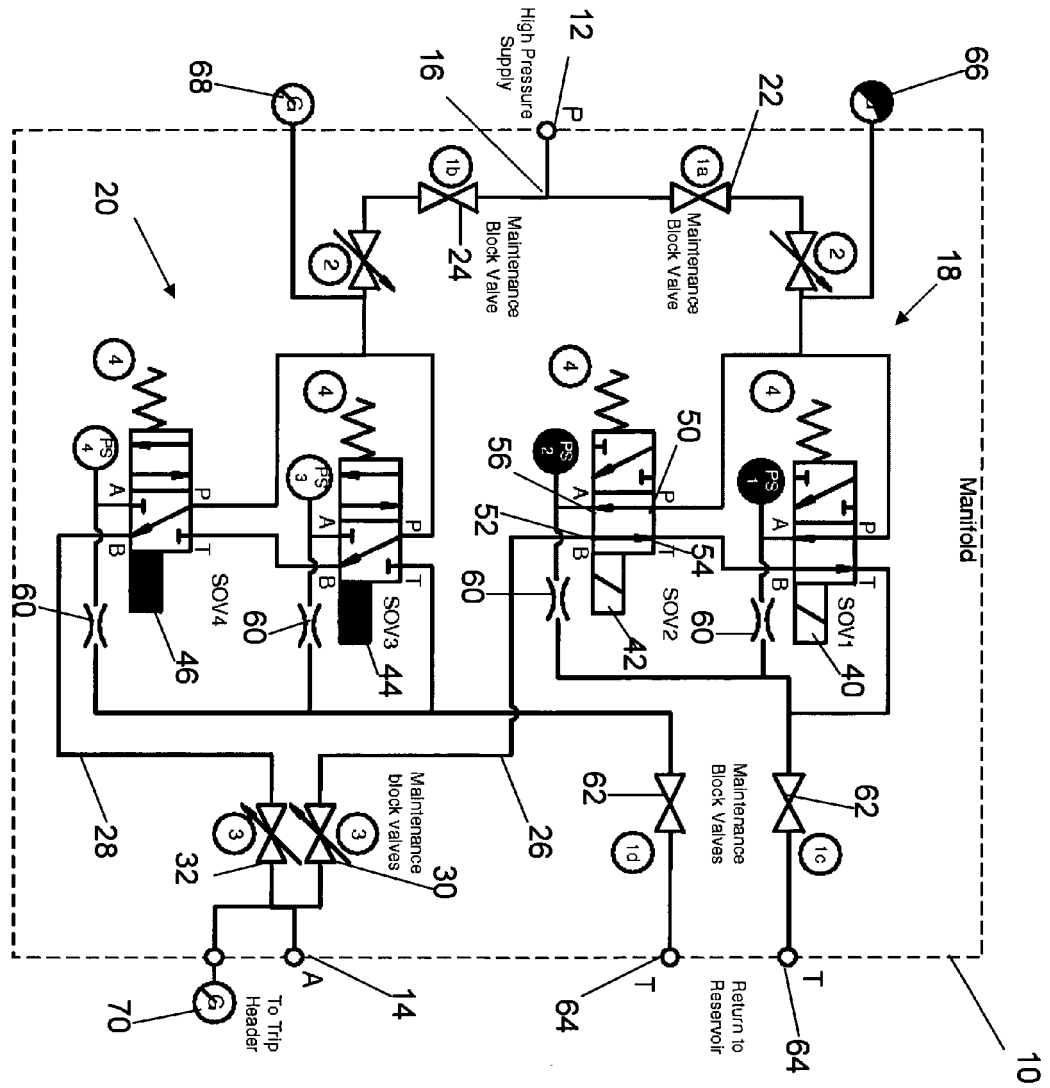 66
68
12
High Pressure
Supply
P
16
22
1a
Maintenance
Block Valve
1b
24
Maintenance
Block Valve
20
18
2
2
G
Manifold
4
4
4
4
PS
1
PS
2
PS
3
PS
4
50
56
52
54
A
P
B
T
A
P
B
T
A
P
B
T
A
P
B
T
SOV1
SOV2
SOV3
SOV4
40
42
44
46
60
60
60
60
28
26
62
62
Maintenance
Block Valves
Maintenance
block valves
3
3
32
30
1d
1c
A
T
T
14
64
64
70
G
To Trip
Header
Return to
Reservoir
10